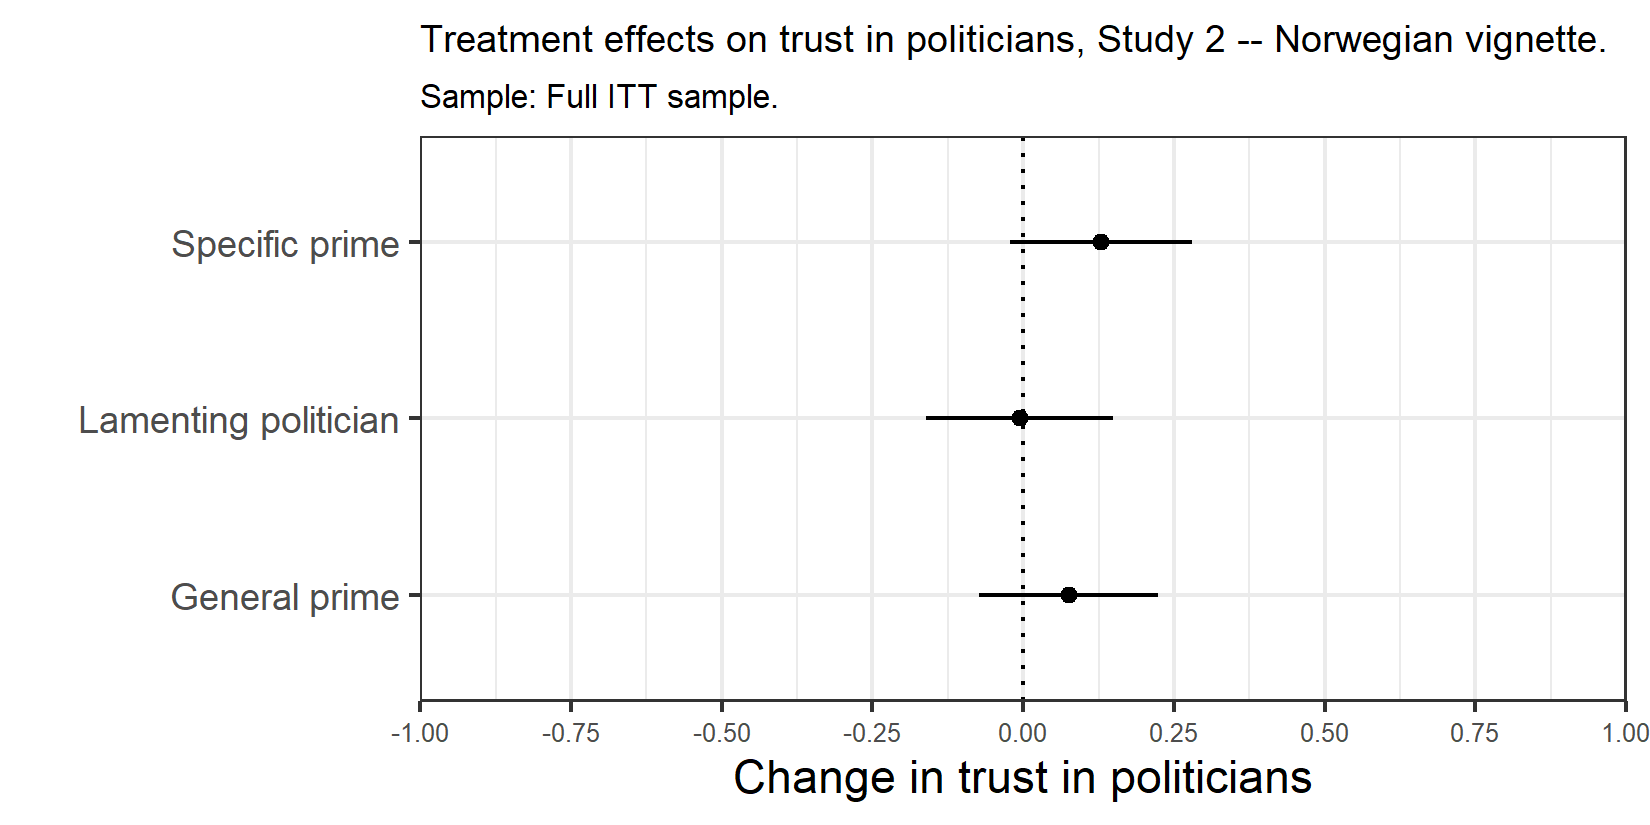 Treatment effects on trust in politicians, Study 2 -- Norwegian vignette.
Sample: Full ITT sample.
Specific prime
Lamenting politician
General prime
-1.00 -0.75 -0.50 -0.25 0.00 0.25 0.50 0.75 1.00
Change in trust in politicians